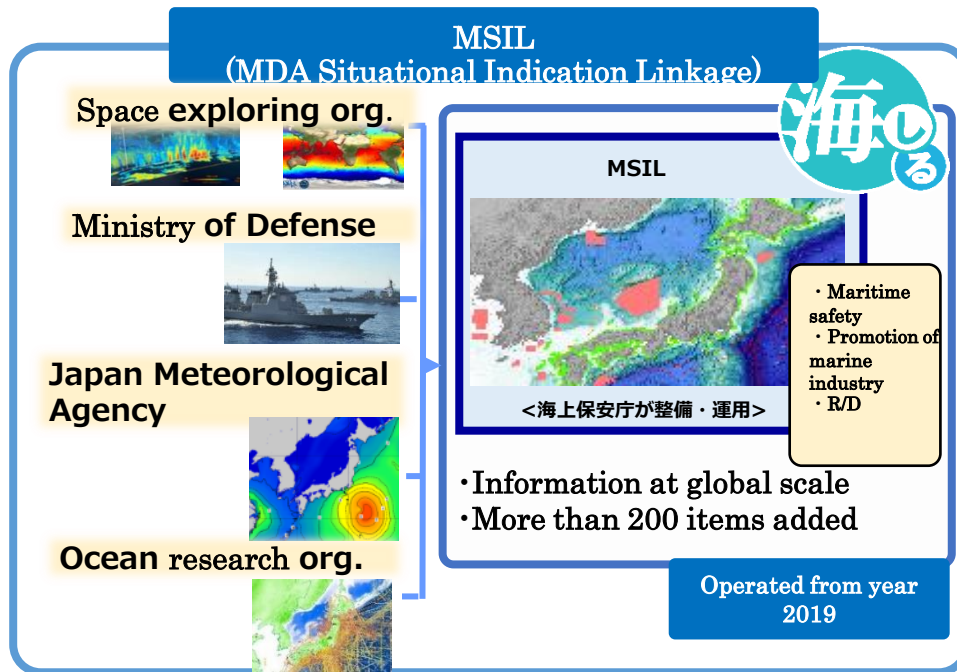 MSIL
(MDA Situational Indication Linkage)
海しる
Space exploring org.
Ministry of Defense
Japan Meteorological
Agency
Ocean research org.
MSIL
<海上保安庁が整備・運用>
・Maritime
safety
・Promotion of
marine
industry
・R/D
・Information at global scale
・More than 200 items added
Operated from year
2019